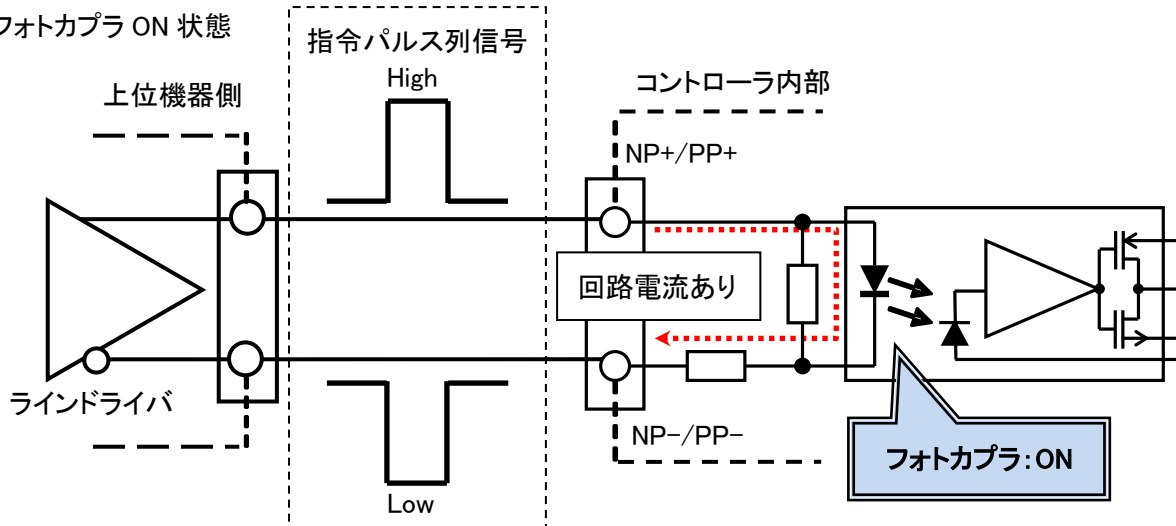 フォトカプラ ON 状態
指令パルス列信号
High
上位機器側
コントローラ内部
NP+/PP+
回路電流あり
ラインドライバ
NP-/PP-
フォトカプラ:ON
Low